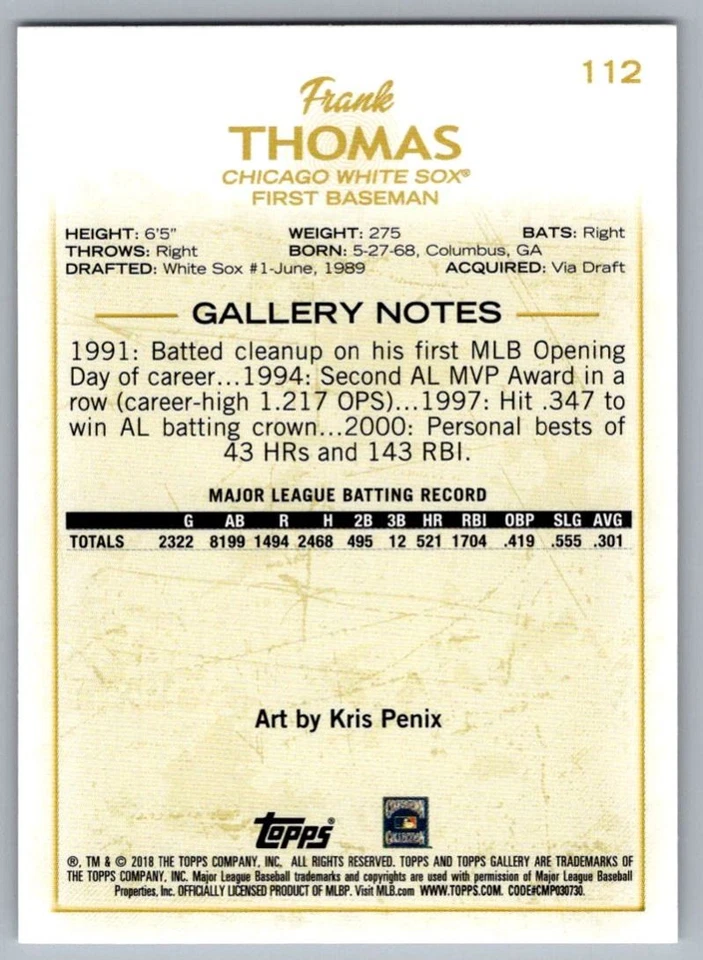 112
Frank
THOMAS
CHICAGO WHITE SOX®
FIRST BASEMAN
HEIGHT: 6'5" WEIGHT: 275 BATS: Right
THROWS: Right BORN: 5-27-68, Columbus, GA
DRAFTED: White Sox #1-June, 1989 ACQUIRED: Via Draft
GALLERY NOTES
1991: Batted cleanup on his first MLB Opening
Day of career...1994: Second AL MVP Award in a
row (career-high 1.217 OPS)...1997: Hit .347 to
win AL batting crown...2000: Personal bests of
43 HRs and 143 RBI.
MAJOR LEAGUE BATTING RECORD
G AB R H 2B 3B HR RBI OBP SLG AVG
TOTALS 2322 8199 1494 2468 495 12 521 1704 .419 .555 .301
Art by Kris Penix
TOPPS®
®, TM & © 2018 THE TOPPS COMPANY, INC. ALL RIGHTS RESERVED. TOPPS AND TOPPS GALLERY ARE TRADEMARKS OF
THE TOPPS COMPANY, INC. Major League Baseball trademarks and copyrights are used with permission of Major League Baseball
Properties, Inc. OFFICIALLY LICENSED PRODUCT OF MLBP. Visit MLB.com WWW.TOPPS.COM. CODE#CMP030730.